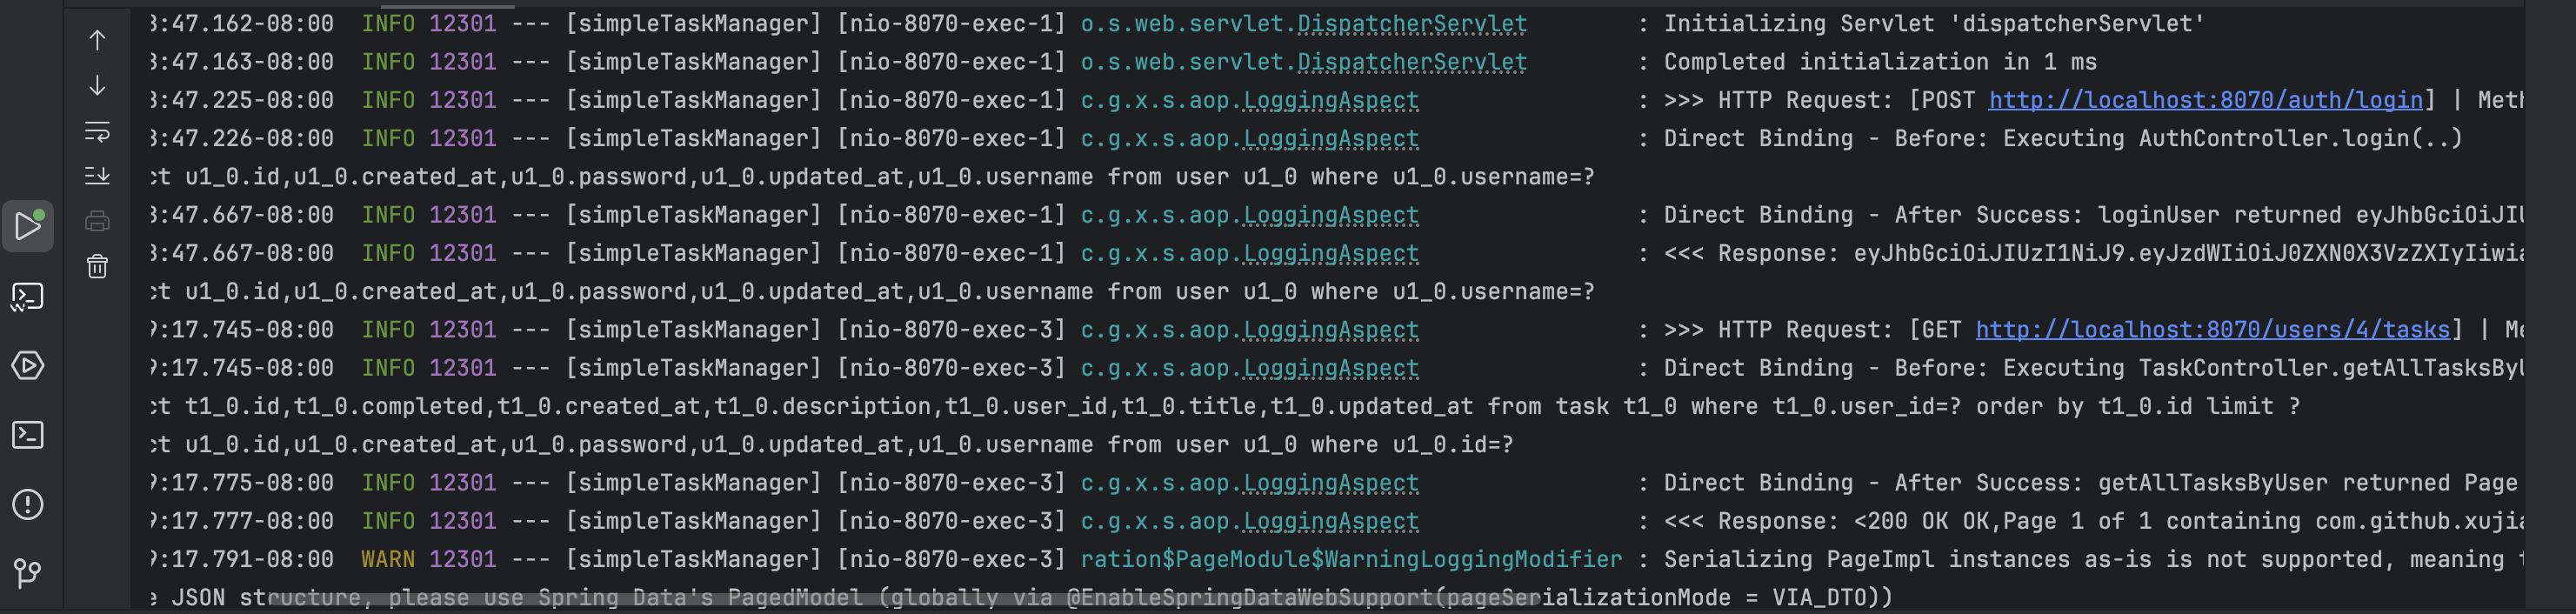 3:47.162-08:00  INFO 12301 --- [simpleTaskManager] [nio-8070-exec-1] o.s.web.servlet.DispatcherServlet        : Initializing Servlet 'dispatcherServlet'
3:47.163-08:00  INFO 12301 --- [simpleTaskManager] [nio-8070-exec-1] o.s.web.servlet.DispatcherServlet        : Completed initialization in 1 ms
3:47.225-08:00  INFO 12301 --- [simpleTaskManager] [nio-8070-exec-1] c.g.x.s.aop.LoggingAspect                : >>> HTTP Request: [POST http://localhost:8070/auth/login] | Meth
3:47.226-08:00  INFO 12301 --- [simpleTaskManager] [nio-8070-exec-1] c.g.x.s.aop.LoggingAspect                : Direct Binding - Before: Executing AuthController.login(..)
ct u1_0.id,u1_0.created_at,u1_0.password,u1_0.updated_at,u1_0.username from user u1_0 where u1_0.username=?
3:47.667-08:00  INFO 12301 --- [simpleTaskManager] [nio-8070-exec-1] c.g.x.s.aop.LoggingAspect                : Direct Binding - After Success: loginUser returned eyJhbGciOiJIU
3:47.667-08:00  INFO 12301 --- [simpleTaskManager] [nio-8070-exec-1] c.g.x.s.aop.LoggingAspect                : <<< Response: eyJhbGciOiJIUzI1NiJ9.eyJzdWIiOiJ0ZXN0X3VzZXIyIiwia
ct u1_0.id,u1_0.created_at,u1_0.password,u1_0.updated_at,u1_0.username from user u1_0 where u1_0.username=?
9:17.745-08:00  INFO 12301 --- [simpleTaskManager] [nio-8070-exec-3] c.g.x.s.aop.LoggingAspect                : >>> HTTP Request: [GET http://localhost:8070/users/4/tasks] | Me
9:17.745-08:00  INFO 12301 --- [simpleTaskManager] [nio-8070-exec-3] c.g.x.s.aop.LoggingAspect                : Direct Binding - Before: Executing TaskController.getAllTasksByU
ct t1_0.id,t1_0.completed,t1_0.created_at,t1_0.description,t1_0.user_id,t1_0.title,t1_0.updated_at from task t1_0 where t1_0.user_id=? order by t1_0.id limit ?
ct u1_0.id,u1_0.created_at,u1_0.password,u1_0.updated_at,u1_0.username from user u1_0 where u1_0.id=?
9:17.775-08:00  INFO 12301 --- [simpleTaskManager] [nio-8070-exec-3] c.g.x.s.aop.LoggingAspect                : Direct Binding - After Success: getAllTasksByUser returned Page
9:17.777-08:00  INFO 12301 --- [simpleTaskManager] [nio-8070-exec-3] c.g.x.s.aop.LoggingAspect                : <<< Response: <200 OK OK,Page 1 of 1 containing com.github.xujia
9:17.791-08:00  WARN 12301 --- [simpleTaskManager] [nio-8070-exec-3] ration$PageModule$WarningLoggingModifier : Serializing PageImpl instances as-is is not supported, meaning t
e JSON structure, please use Spring Data's PagedModel (globally via @EnableSpringDataWebSupport(pageSerializationMode = VIA_DTO))